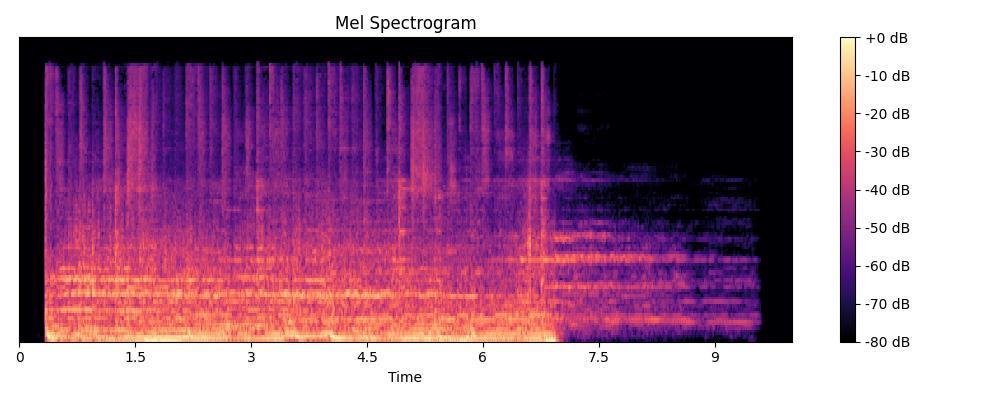 Mel Spectrogram
+0 dB
-10 dB
-20 dB
-30 dB
-40 dB
-50 dB
-60 dB
-70 dB
-80 dB
0 1.5 3 4.5 6 7.5 9
Time